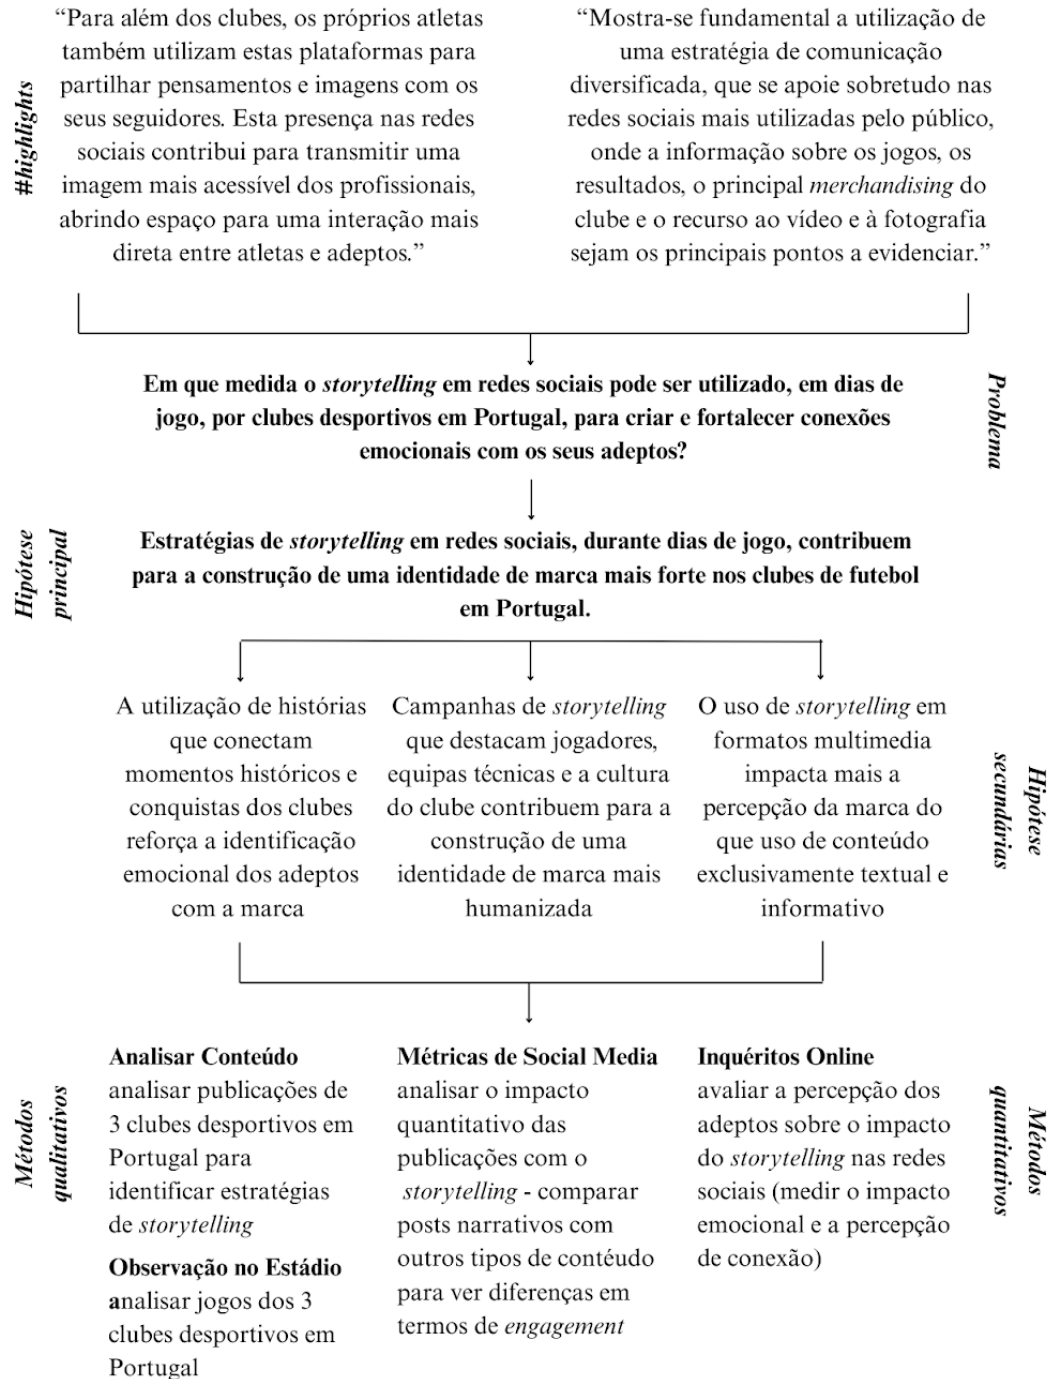 #highlights
“Para além dos clubes, os próprios atletas
também utilizam estas plataformas para
partilhar pensamentos e imagens com os
seus seguidores. Esta presença nas redes
sociais contribui para transmitir uma
imagem mais acessível dos profissionais,
abrindo espaço para uma interação mais
direta entre atletas e adeptos.”
“Mostra-se fundamental a utilização de
uma estratégia de comunicação
diversificada, que se apoie sobretudo nas
redes sociais mais utilizadas pelo público,
onde a informação sobre os jogos, os
resultados, o principal merchandising do
clube e o recurso ao vídeo e à fotografia
sejam os principais pontos a evidenciar.”
Problema
Em que medida o storytelling em redes sociais pode ser utilizado, em dias de
jogo, por clubes desportivos em Portugal, para criar e fortalecer conexões
emocionais com os seus adeptos?
Hipótese
principal
Estratégias de storytelling em redes sociais, durante dias de jogo, contribuem
para a construção de uma identidade de marca mais forte nos clubes de futebol
em Portugal.
A utilização de histórias
que conectam
momentos históricos e
conquistas dos clubes
reforça a identificação
emocional dos adeptos
com a marca
Campanhas de storytelling
que destacam jogadores,
equipas técnicas e a cultura
do clube contribuem para a
construção de uma
identidade de marca mais
humanizada
O uso de storytelling em
formatos multimedia
impacta mais a
percepção da marca do
que uso de conteúdo
exclusivamente textual e
informativo
Hipótese
secundárias
Métodos
qualitativos
Analisar Conteúdo
analisar publicações de
3 clubes desportivos em
Portugal para
identificar estratégias
de storytelling
Observação no Estádio
analisar jogos dos 3
clubes desportivos em
Portugal
Métricas de Social Media
analisar o impacto
quantitativo das
publicações com o
storytelling - comparar
posts narrativos com
outros tipos de contéudo
para ver diferenças em
termos de engagement
Inquéritos Online
avaliar a percepção dos
adeptos sobre o impacto
do storytelling nas redes
sociais (medir o impacto
emocional e a percepção
de conexão)
Métodos
quantitativos